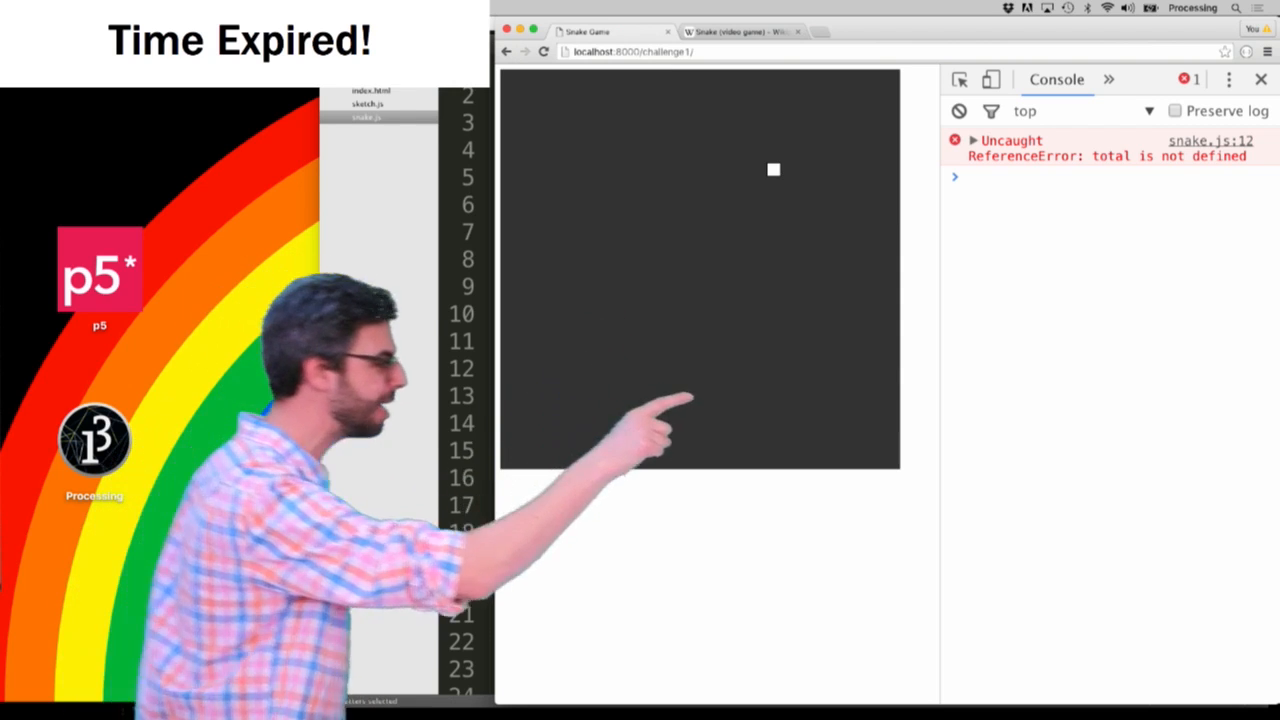 Time Expired!
Processing
Snake Game
Snake (video game) - Wiki
You
localhost:8000/challenge1/
Console
1
top
Preserve log
Uncaught
snake.js:12
ReferenceError: total is not defined
index.html
sketch.js
snake.js
2
3
4
5
6
7
8
9
10
11
12
13
14
15
16
17
18
21
22
23
24
p5*
p5
Processing